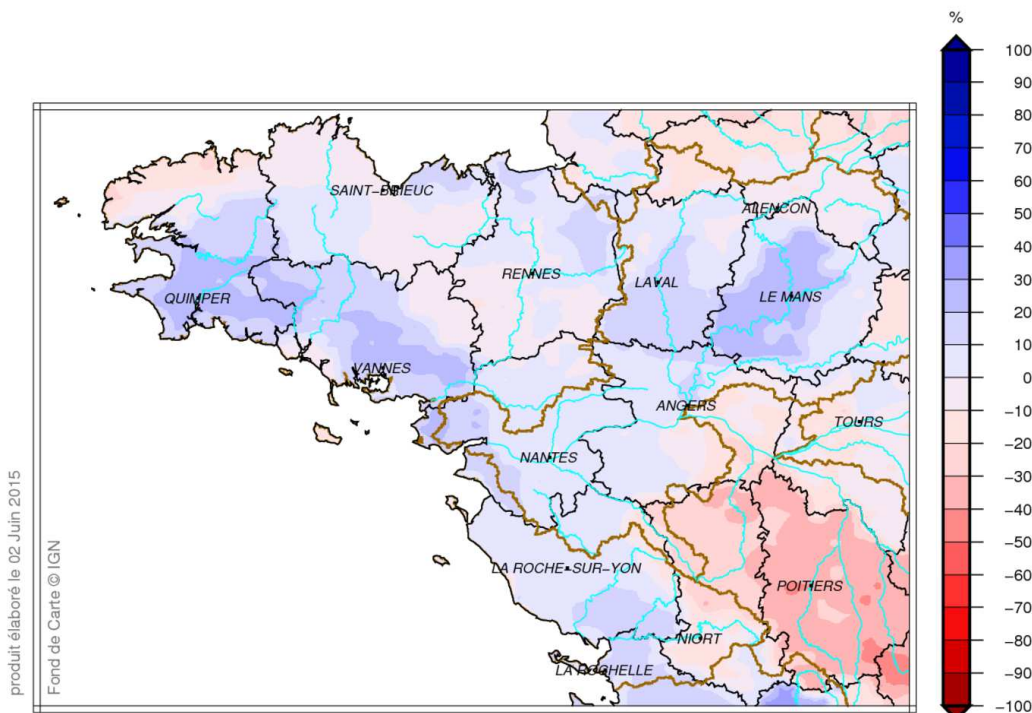 %
100
90
80
70
60
50
40
30
20
10
0
−10
−20
−30
−40
−50
−60
−70
−80
−90
−100
SAINT−BRIEUC
ALENCON
RENNES
LAVAL
QUIMPER
LE MANS
VANNES
ANGERS
TOURS
NANTES
LA ROCHE−SUR−YON
POITIERS
NIORT
LA ROCHELLE
produit élaboré le 02 Juin 2015
Fond de Carte © IGN